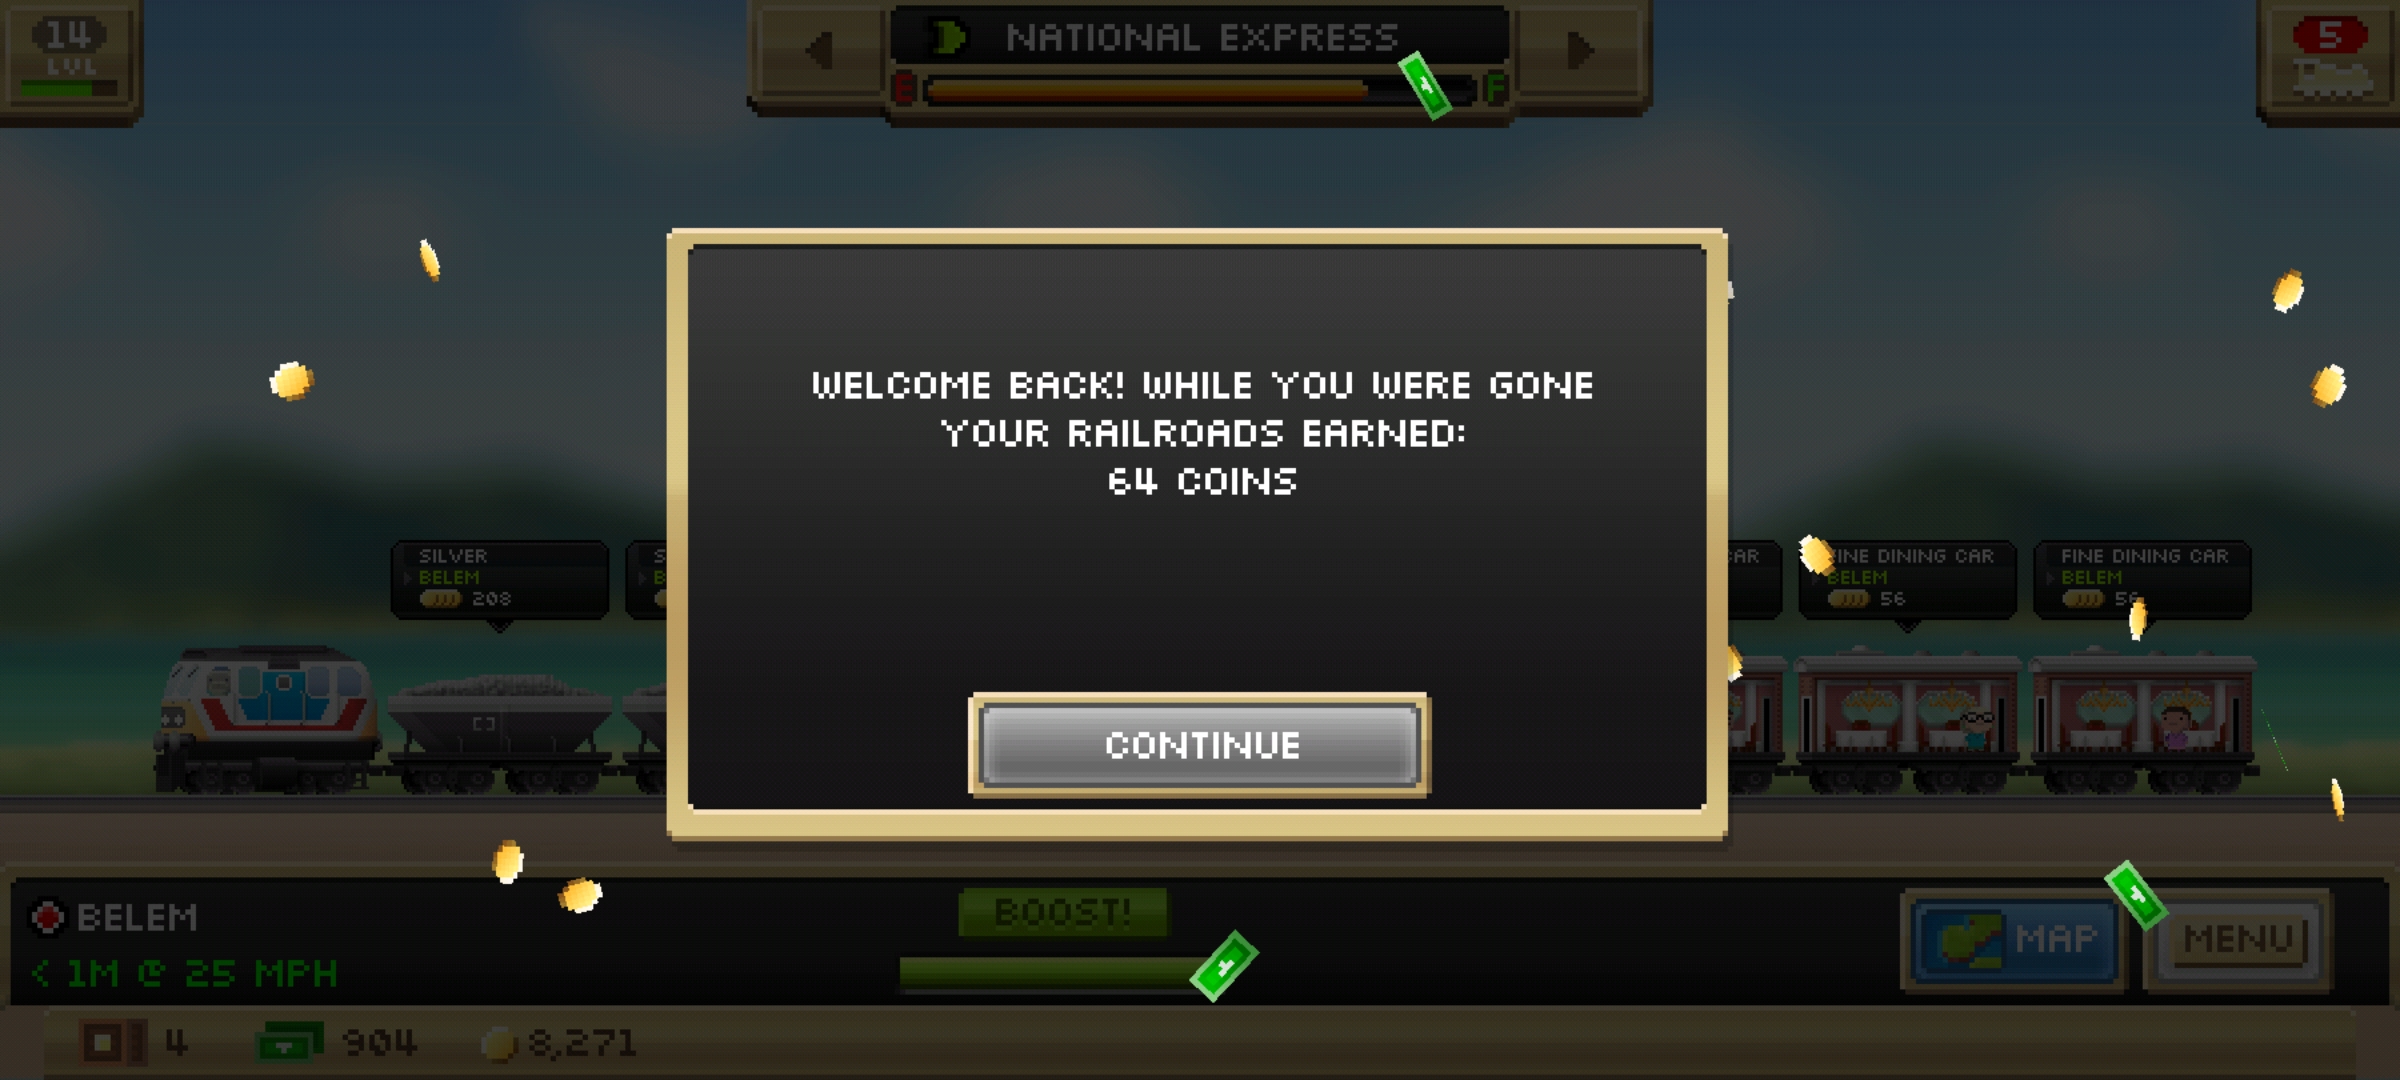 14
LVL
NATIONAL EXPRESS
E
F
5
WELCOME BACK! WHILE YOU WERE GONE
YOUR RAILROADS EARNED:
64 COINS
CONTINUE
SILVER
BELEM
208
S
B
CAR
FINE DINING CAR
BELEM
56
FINE DINING CAR
BELEM
56
BELEM
< 1M @ 25 MPH
BOOST!
MAP
MENU
4
904
8,271